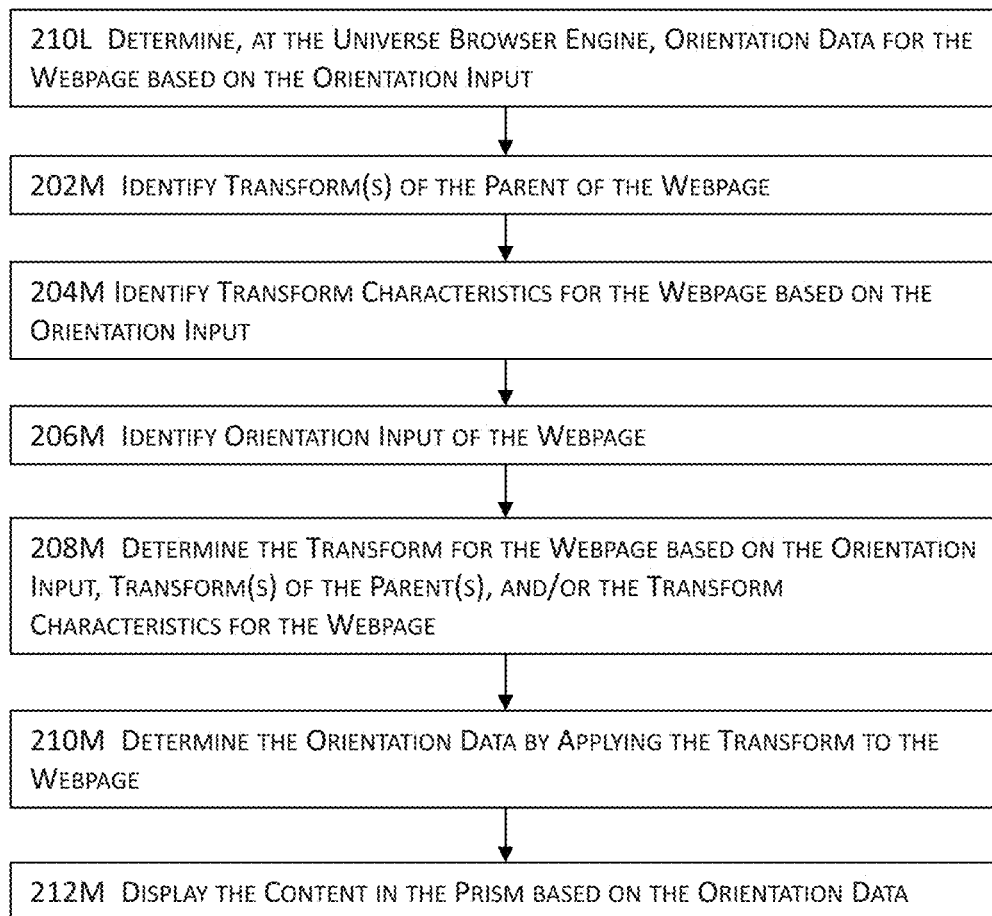 210L DETERMINE, AT THE UNIVERSE BROWSER ENGINE, ORIENTATION DATA FOR THE
WEBPAGE BASED ON THE ORIENTATION INPUT
202M IDENTIFY TRANSFORM(S) OF THE PARENT OF THE WEBPAGE
204M IDENTIFY TRANSFORM CHARACTERISTICS FOR THE WEBPAGE BASED ON THE
ORIENTATION INPUT
206M IDENTIFY ORIENTATION INPUT OF THE WEBPAGE
208M DETERMINE THE TRANSFORM FOR THE WEBPAGE BASED ON THE ORIENTATION
INPUT, TRANSFORM(S) OF THE PARENT(S), AND/OR THE TRANSFORM
CHARACTERISTICS FOR THE WEBPAGE
210M DETERMINE THE ORIENTATION DATA BY APPLYING THE TRANSFORM TO THE
WEBPAGE
212M DISPLAY THE CONTENT IN THE PRISM BASED ON THE ORIENTATION DATA